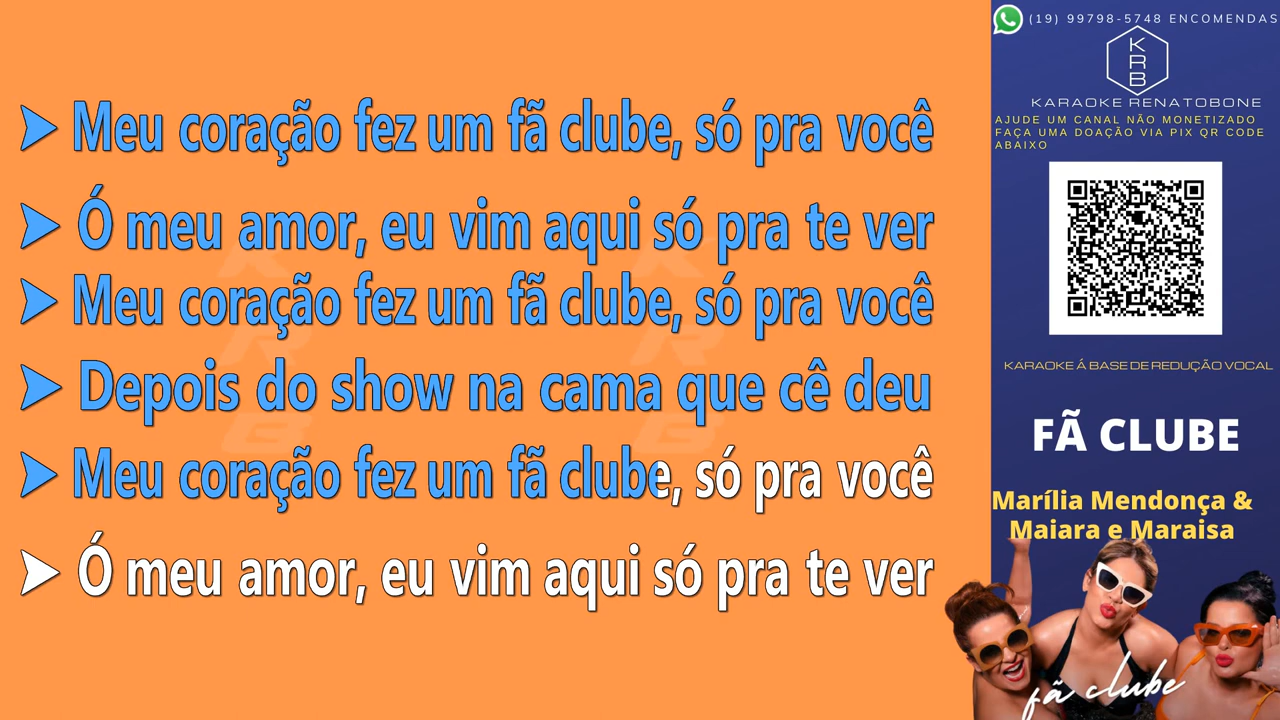 ➤ Meu coração fez um fã clube, só pra você
➤ Ó meu amor, eu vim aqui só pra te ver
➤ Meu coração fez um fã clube, só pra você
➤ Depois do show na cama que cê deu
➤ Meu coração fez um fã clube, só pra você
➤ Ó meu amor, eu vim aqui só pra te ver
(19) 99798-5748 ENCOMENDAS
K
R
B
KARAOKE RENATOBONE
AJUDE UM CANAL NÃO MONETIZADO
FAÇA UMA DOAÇÃO VIA PIX QR CODE
ABAIXO
KARAOKE Á BASE DE REDUÇÃO VOCAL
FÃ CLUBE
Marília Mendonça &
Maiara e Maraisa
fã clube